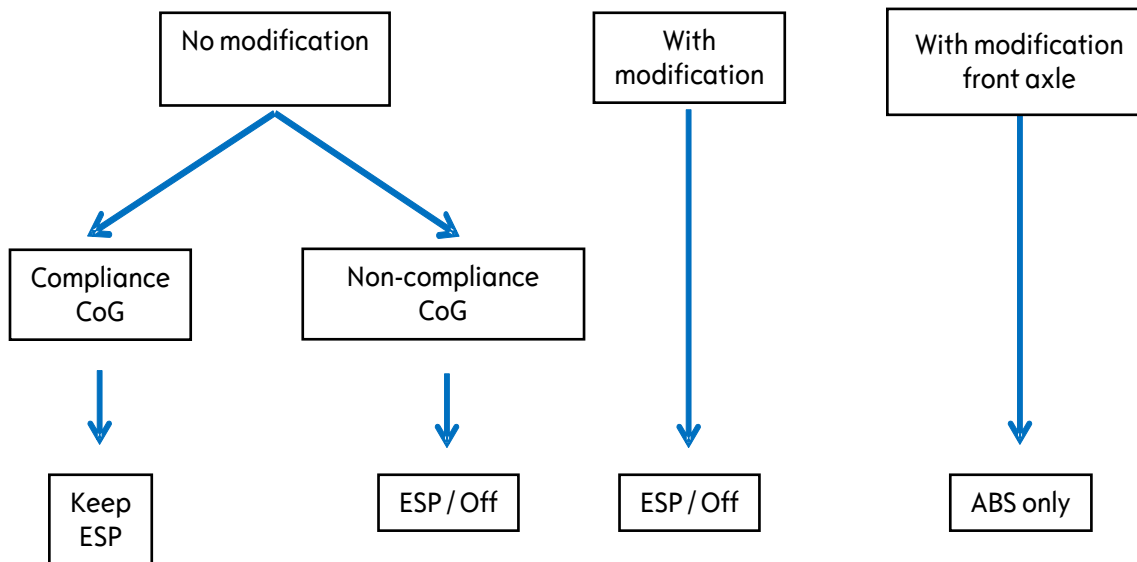 No modification
With
modification
With modification
front axle
Compliance
CoG
Non-compliance
CoG
Keep
ESP
ESP / Off
ESP / Off
ABS only